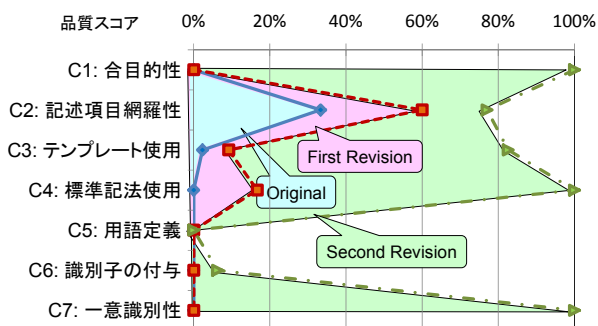 品質スコア 0% 20% 40% 60% 80% 100%
C1: 合目的性
C2: 記述項目網羅性
C3: テンプレート使用
First Revision
C4: 標準記法使用
Original
C5: 用語定義
Second Revision
C6: 識別子の付与
C7: 一意識別性